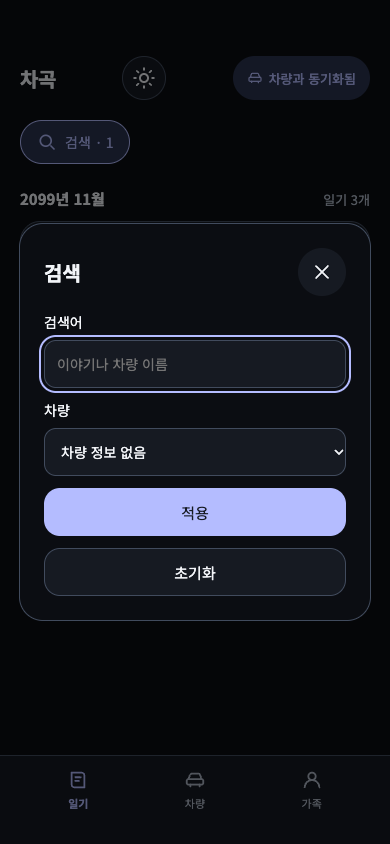 차곡
차량과 동기화됨
검색 · 1
2099년 11월
일기 3개
검색
검색어
이야기나 차량 이름
차량
차량 정보 없음
적용
초기화
일기
차량
가족